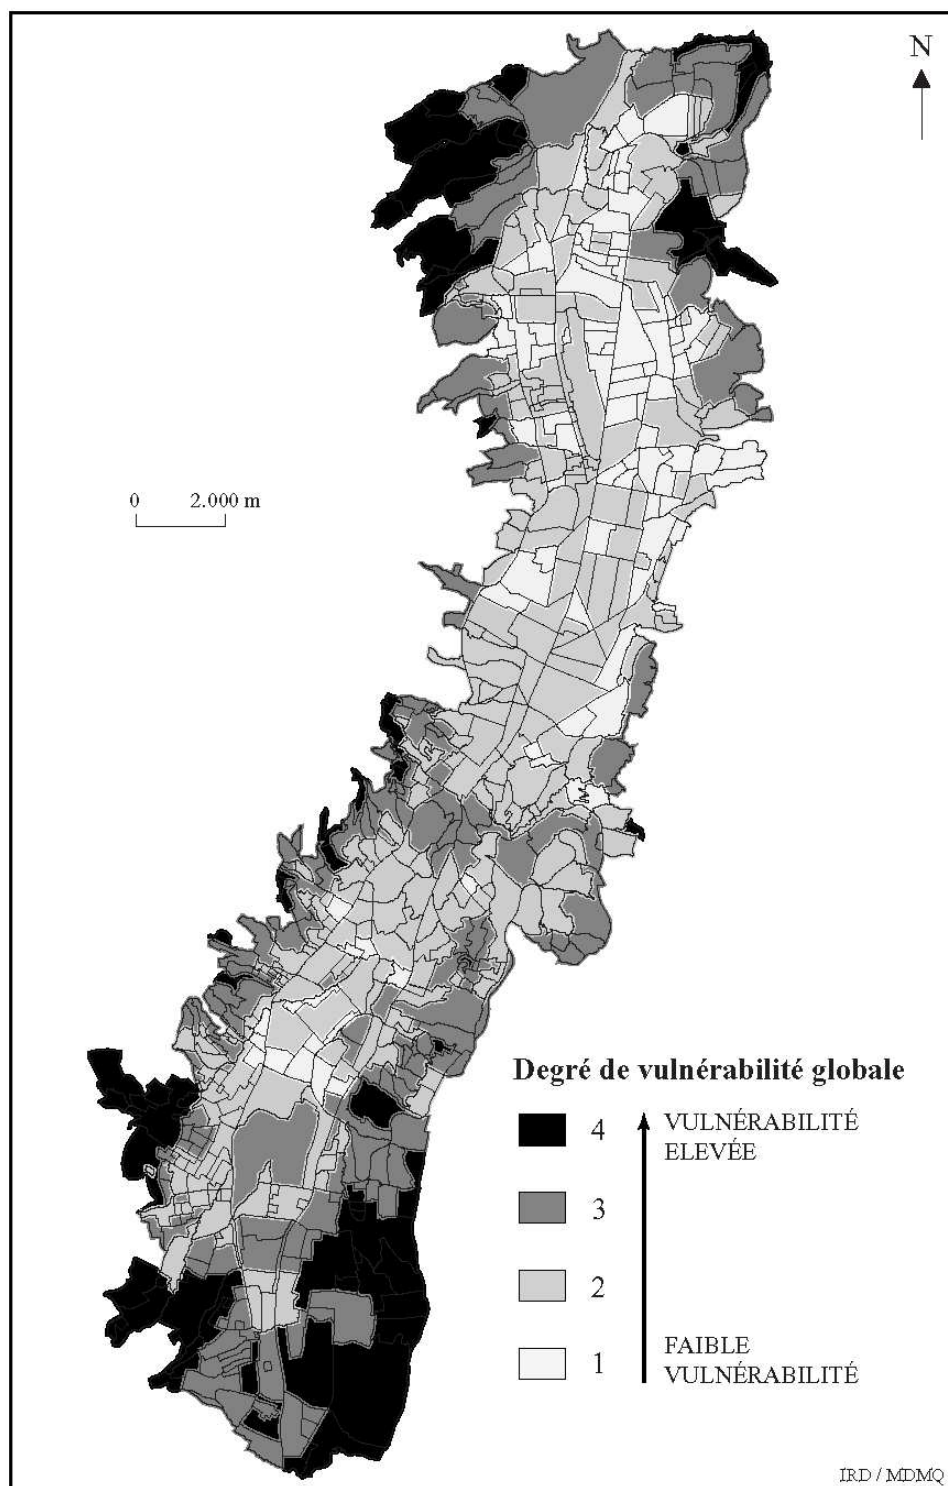 N
0 2.000 m
Degré de vulnérabilité globale
4 VULNÉRABILITÉ
ELEVÉE
3
2
1 FAIBLE
VULNÉRABILITÉ
IRD / MDMQ